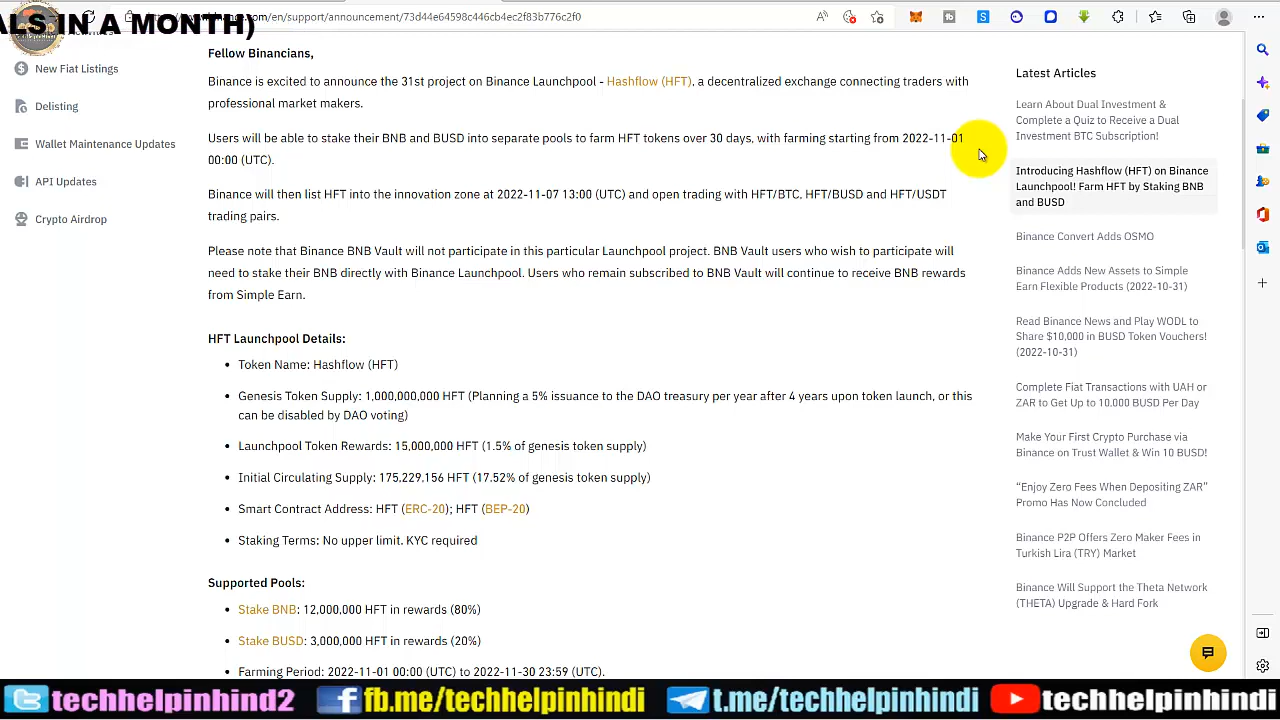 ALS IN A MONTH)
.com/en/support/announcement/73d44e64598c446cb4ec2f83b776c2f0
New Fiat Listings
Delisting
Wallet Maintenance Updates
API Updates
Crypto Airdrop
Fellow Binancians,
Binance is excited to announce the 31st project on Binance Launchpool - Hashflow (HFT), a decentralized exchange connecting traders with
professional market makers.
Users will be able to stake their BNB and BUSD into separate pools to farm HFT tokens over 30 days, with farming starting from 2022-11-01
00:00 (UTC).
Binance will then list HFT into the innovation zone at 2022-11-07 13:00 (UTC) and open trading with HFT/BTC, HFT/BUSD and HFT/USDT
trading pairs.
Please note that Binance BNB Vault will not participate in this particular Launchpool project. BNB Vault users who wish to participate will
need to stake their BNB directly with Binance Launchpool. Users who remain subscribed to BNB Vault will continue to receive BNB rewards
from Simple Earn.
HFT Launchpool Details:
• Token Name: Hashflow (HFT)
• Genesis Token Supply: 1,000,000,000 HFT (Planning a 5% issuance to the DAO treasury per year after 4 years upon token launch, or this
can be disabled by DAO voting)
• Launchpool Token Rewards: 15,000,000 HFT (1.5% of genesis token supply)
• Initial Circulating Supply: 175,229,156 HFT (17.52% of genesis token supply)
• Smart Contract Address: HFT (ERC-20); HFT (BEP-20)
• Staking Terms: No upper limit. KYC required
Supported Pools:
• Stake BNB: 12,000,000 HFT in rewards (80%)
• Stake BUSD: 3,000,000 HFT in rewards (20%)
• Farming Period: 2022-11-01 00:00 (UTC) to 2022-11-30 23:59 (UTC).
Latest Articles
Learn About Dual Investment &
Complete a Quiz to Receive a Dual
Investment BTC Subscription!
Introducing Hashflow (HFT) on Binance
Launchpool! Farm HFT by Staking BNB
and BUSD
Binance Convert Adds OSMO
Binance Adds New Assets to Simple
Earn Flexible Products (2022-10-31)
Read Binance News and Play WODL to
Share $10,000 in BUSD Token Vouchers!
(2022-10-31)
Complete Fiat Transactions with UAH or
ZAR to Get Up to 10,000 BUSD Per Day
Make Your First Crypto Purchase via
Binance on Trust Wallet & Win 10 BUSD!
“Enjoy Zero Fees When Depositing ZAR”
Promo Has Now Concluded
Binance P2P Offers Zero Maker Fees in
Turkish Lira (TRY) Market
Binance Will Support the Theta Network
(THETA) Upgrade & Hard Fork
techhelpinhind2 fb.me/techhelpinhindi t.me/techhelpinhindi techhelpinhindi